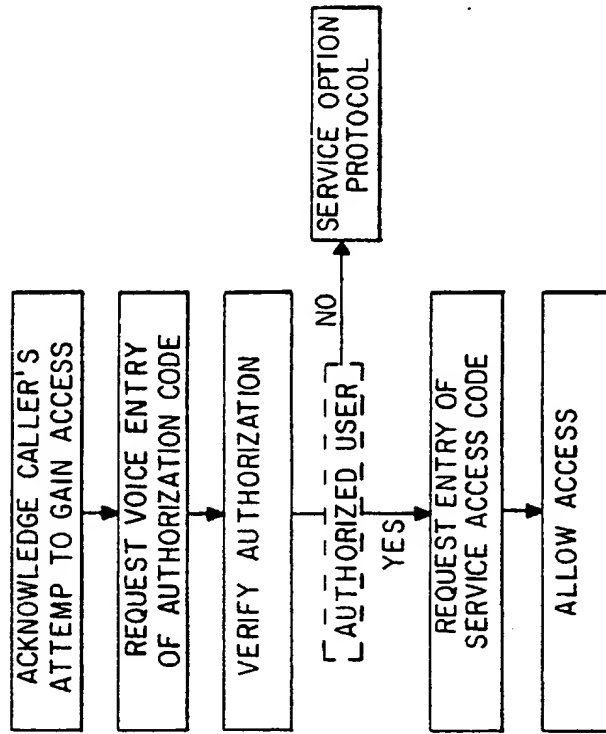 ACKNOWLEDGE CALLER'S
ATTEMP TO GAIN ACCESS
REQUEST VOICE ENTRY
OF AUTHORIZATION CODE
VERIFY AUTHORIZATION
AUTHORIZED USER
NO
SERVICE OPTION
PROTOCOL
YES
REQUEST ENTRY OF
SERVICE ACCESS CODE
ALLOW ACCESS